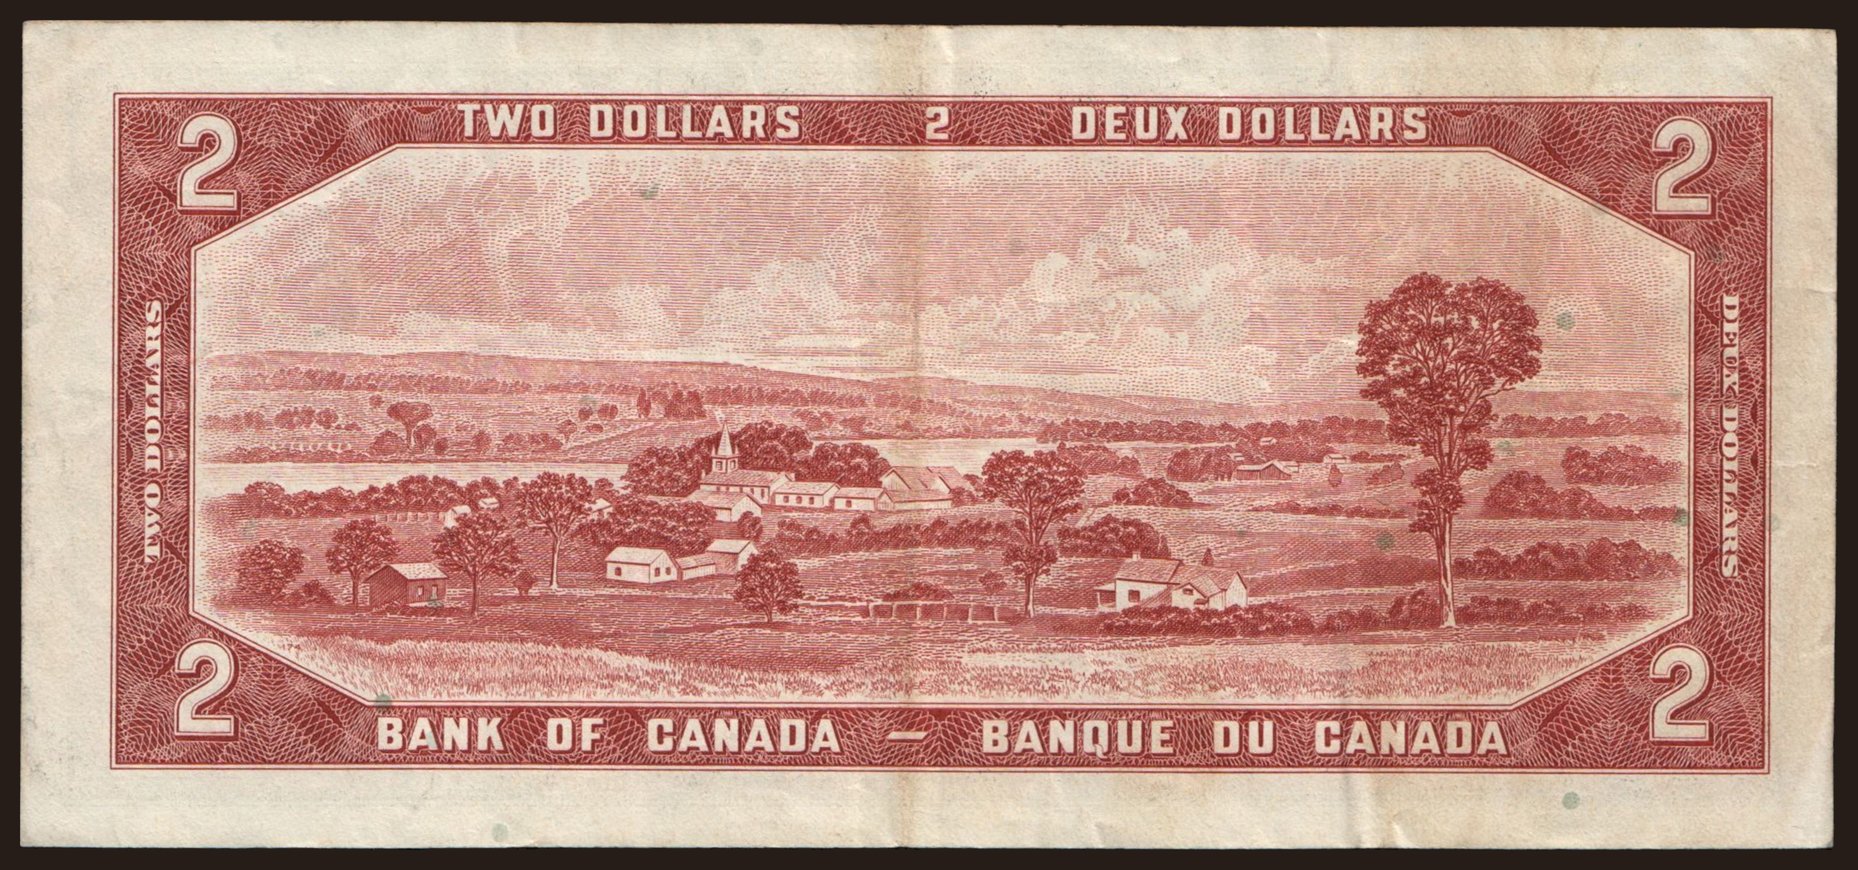 TWO DOLLARS 2 DEUX DOLLARS
2 2
TWO DOLLARS
DEUX DOLLARS
2 2
BANK OF CANADA — BANQUE DU CANADA